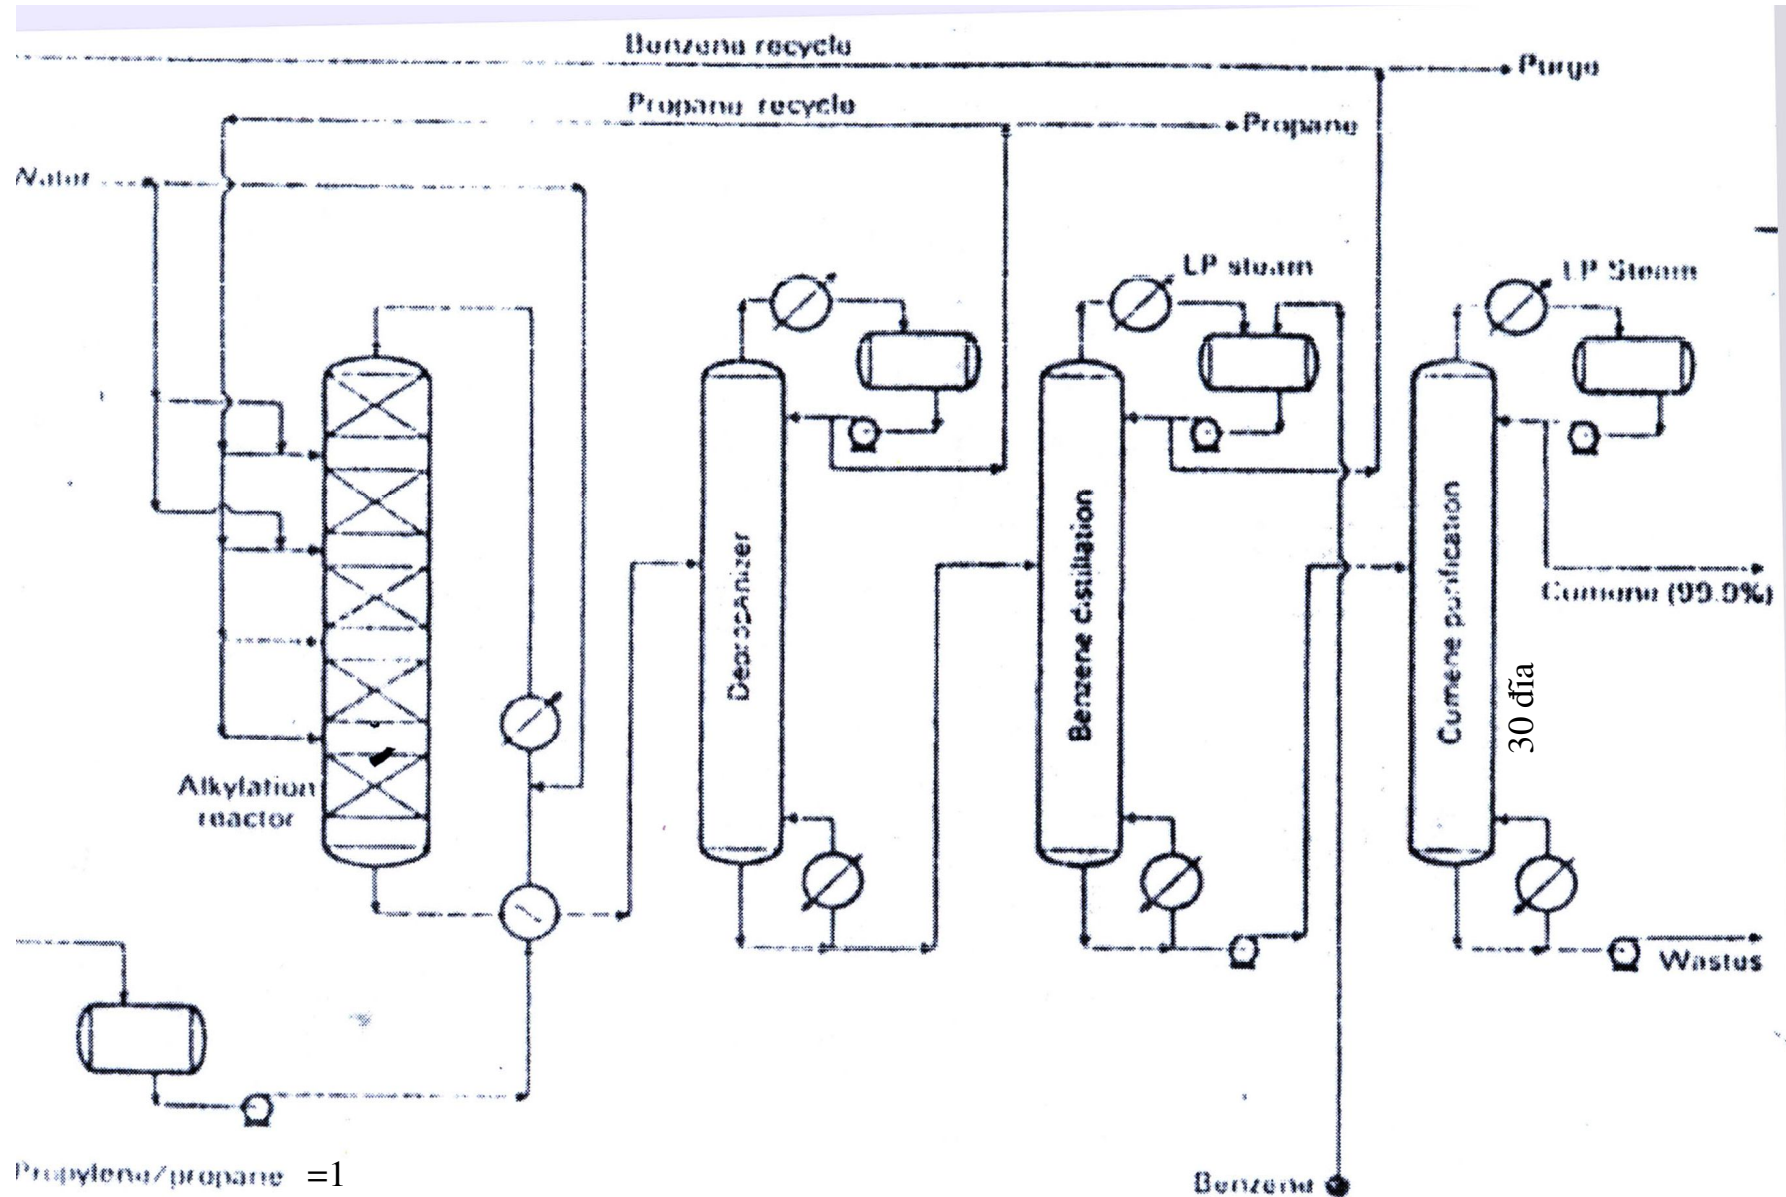 Benzene recycle
Purge
Propane recycle
Propane
Water
LP steam
LP Steam
Depropanizer
Benzene distillation
Cumene purification
30 đĩa
Cumene (99.9%)
Alkylation
reactor
Wastes
Propylene/propane =1
Benzene